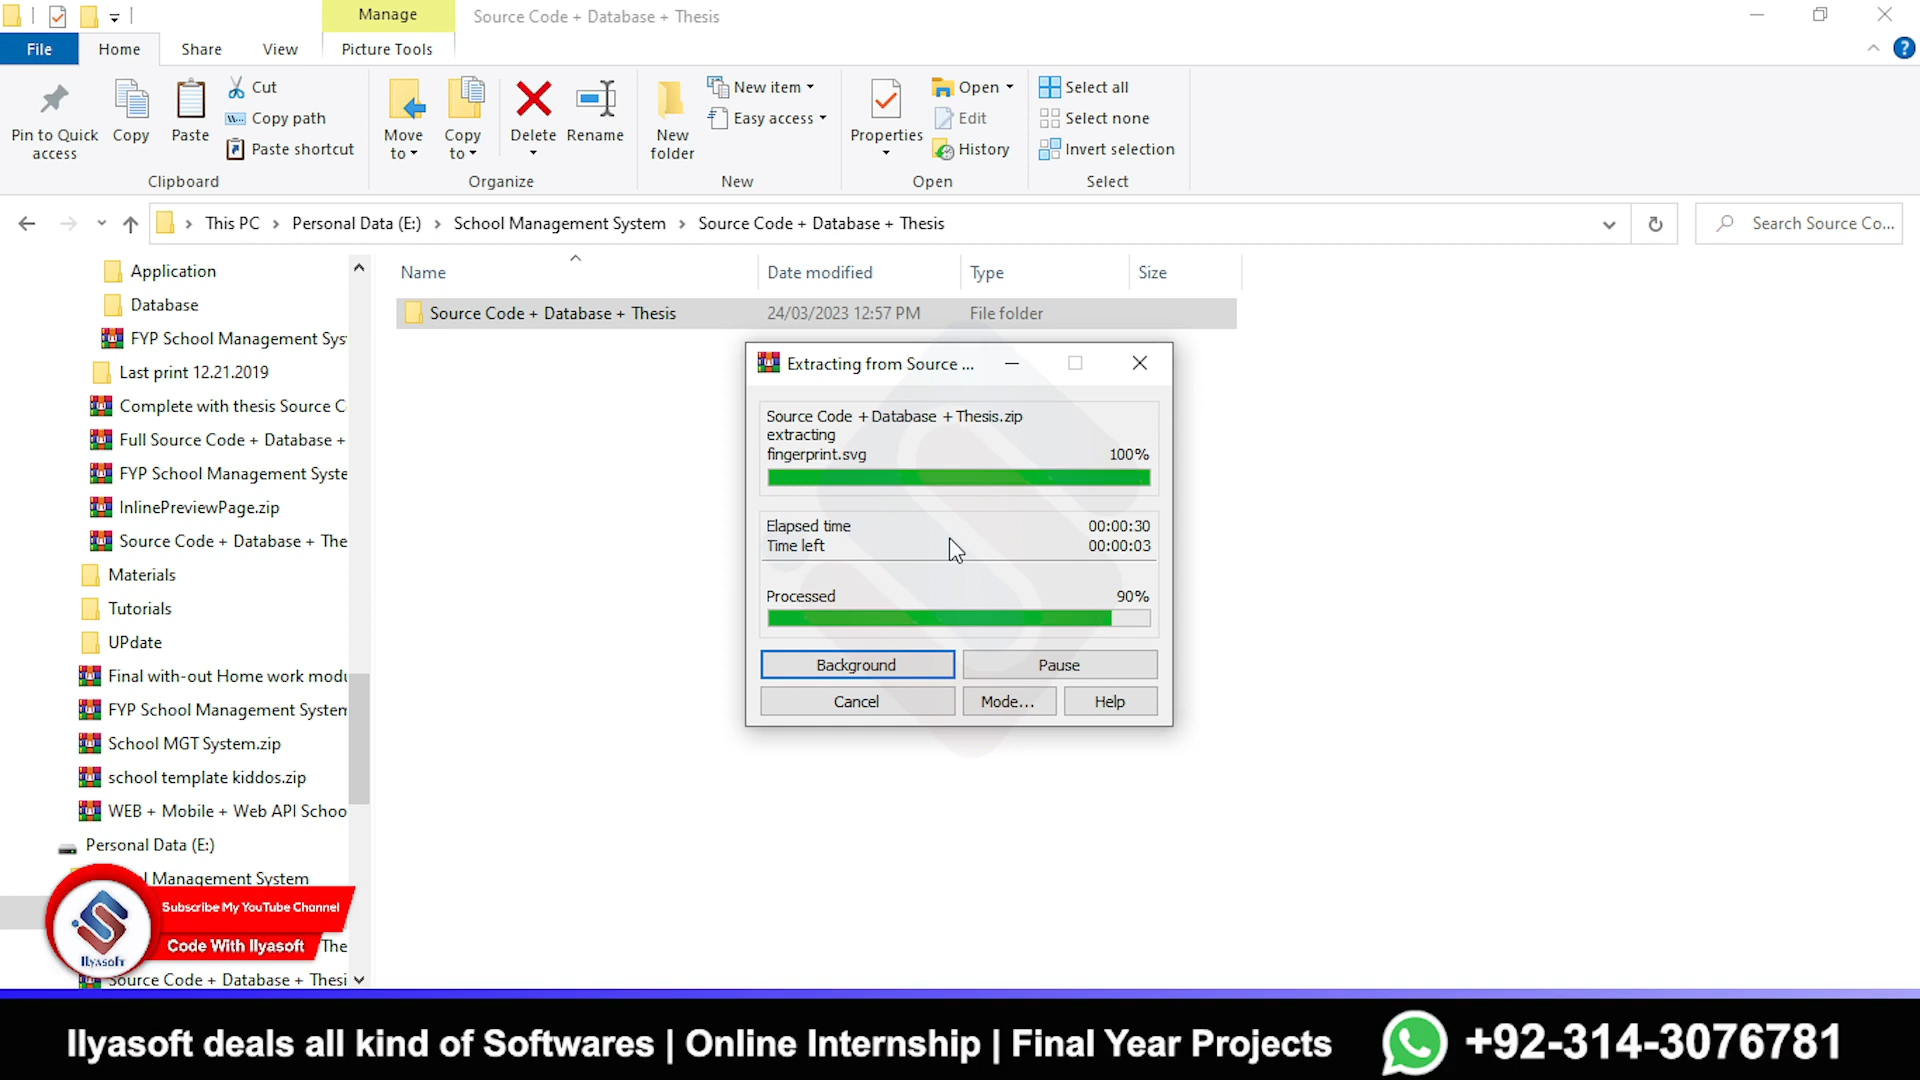 Manage
Source Code + Database + Thesis
File
Home
Share
View
Picture Tools
Pin to Quick access
Copy
Paste
Cut
Copy path
Paste shortcut
Clipboard
Move to
Copy to
Delete
Rename
Organize
New folder
New item
Easy access
New
Properties
Open
Edit
History
Open
Select all
Select none
Invert selection
Select
This PC
Personal Data (E:)
School Management System
Source Code + Database + Thesis
Search Source Co...
Application
Database
FYP School Management Sys
Last print 12.21.2019
Complete with thesis Source C
Full Source Code + Database +
FYP School Management Syste
InlinePreviewPage.zip
Source Code + Database + The
Materials
Tutorials
UPdate
Final with-out Home work modu
FYP School Management System
School MGT System.zip
school template kiddos.zip
WEB + Mobile + Web API Schoo
Personal Data (E:)
l Management System
The
Source Code + Database + Thesi
Name
Date modified
Type
Size
Source Code + Database + Thesis
24/03/2023 12:57 PM
File folder
Extracting from Source ...
Source Code + Database + Thesis.zip
extracting
fingerprint.svg
100%
Elapsed time
00:00:30
Time left
00:00:03
Processed
90%
Background
Pause
Cancel
Mode...
Help
Subscribe My YouTube Channel
Code With Ilyasoft
Ilyasoft
Ilyasoft deals all kind of Softwares | Online Internship | Final Year Projects
+92-314-3076781